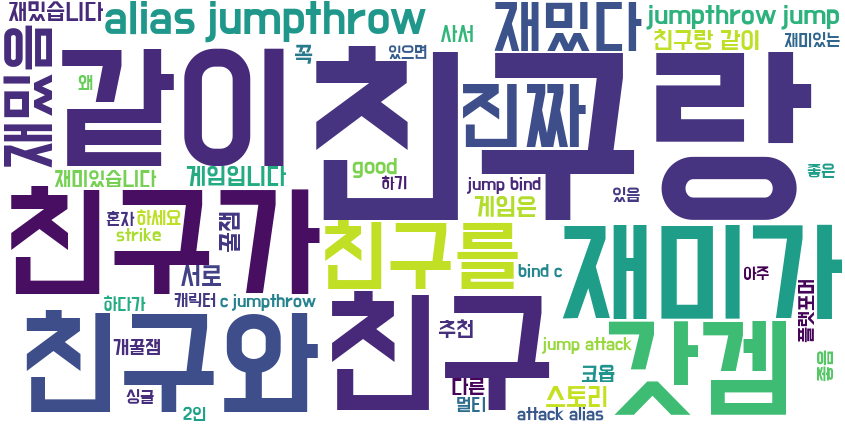 재밌습니다
alias jumpthrow
꼭
있으면
사서
재밌다
jumpthrow jump
친구랑 같이
재미있는
재밌음
왜
같이
친구랑
진짜
good
하기
jump bind
있음
좋은
재미있습니다
게임입니다
게임은
친구가
혼자
하세요
strike
꿀잼
친구를
재미가
서로
bind c
아주
하다가
캐릭터
c jumpthrow
플랫포머
친구와
친구
추천
갓겜
개꿀잼
jump attack
좋음
싱글
2인
다른
멀티
코옵
스토리
attack alias